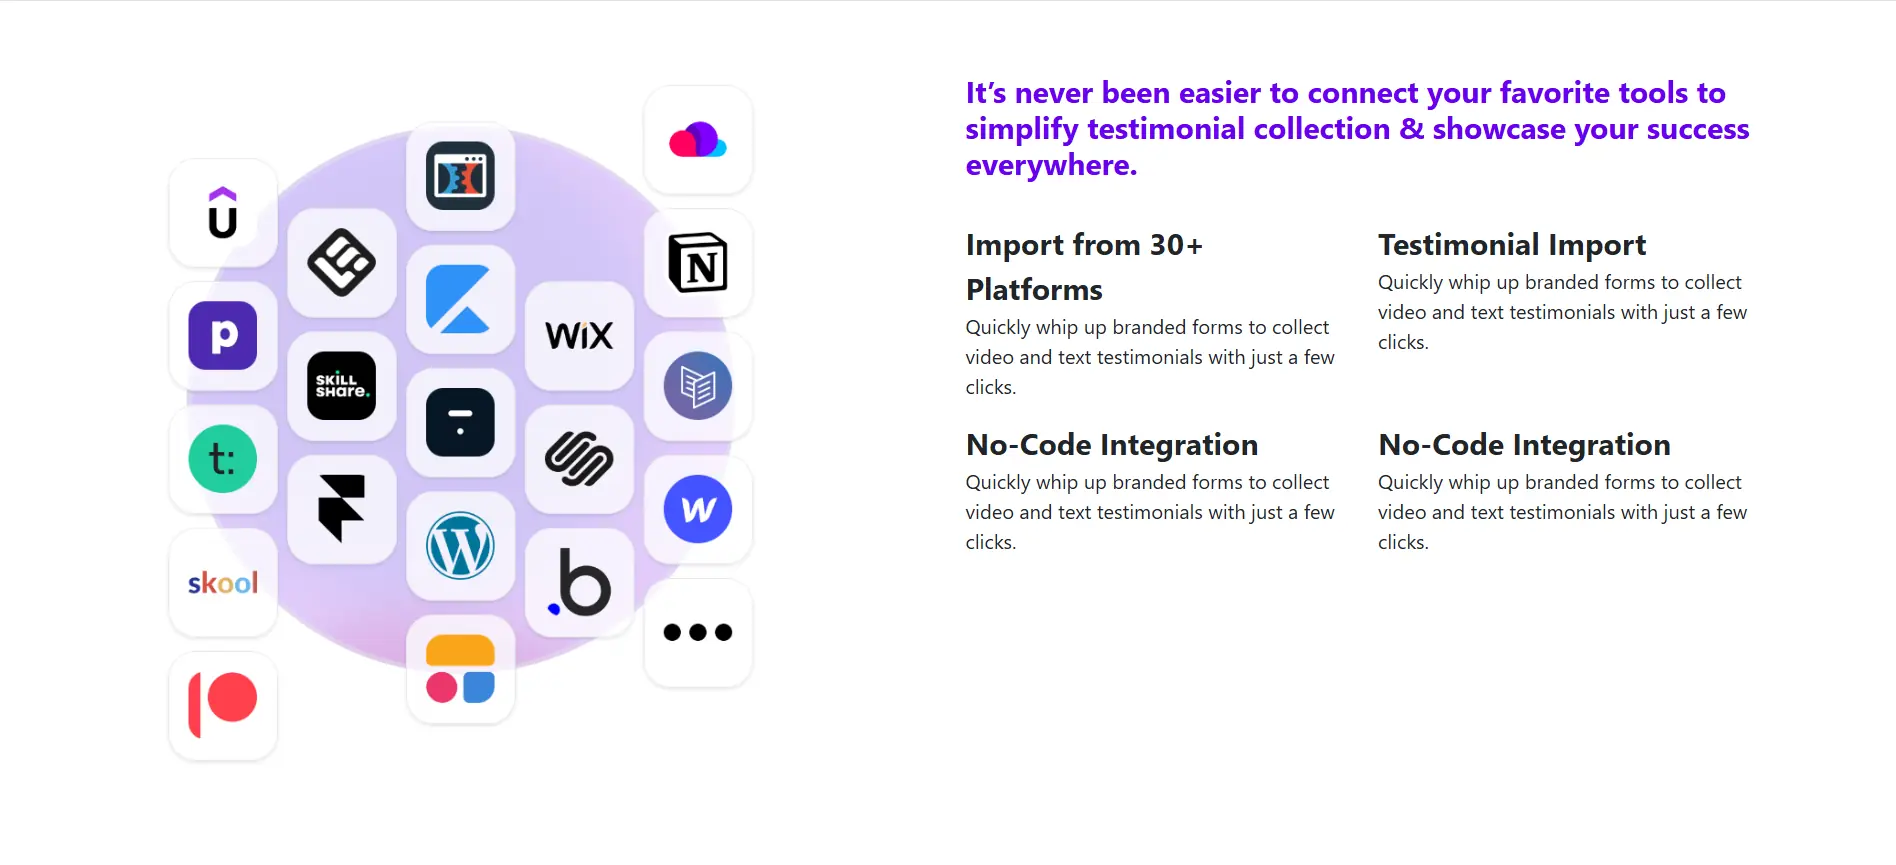 It’s never been easier to connect your favorite tools to
simplify testimonial collection & showcase your success
everywhere.
Import from 30+
Platforms
Quickly whip up branded forms to collect
video and text testimonials with just a few
clicks.
Testimonial Import
Quickly whip up branded forms to collect
video and text testimonials with just a few
clicks.
No-Code Integration
Quickly whip up branded forms to collect
video and text testimonials with just a few
clicks.
No-Code Integration
Quickly whip up branded forms to collect
video and text testimonials with just a few
clicks.
û
N
p
WiX
SKiLL
SHare.
t:
W
W
.b
skool